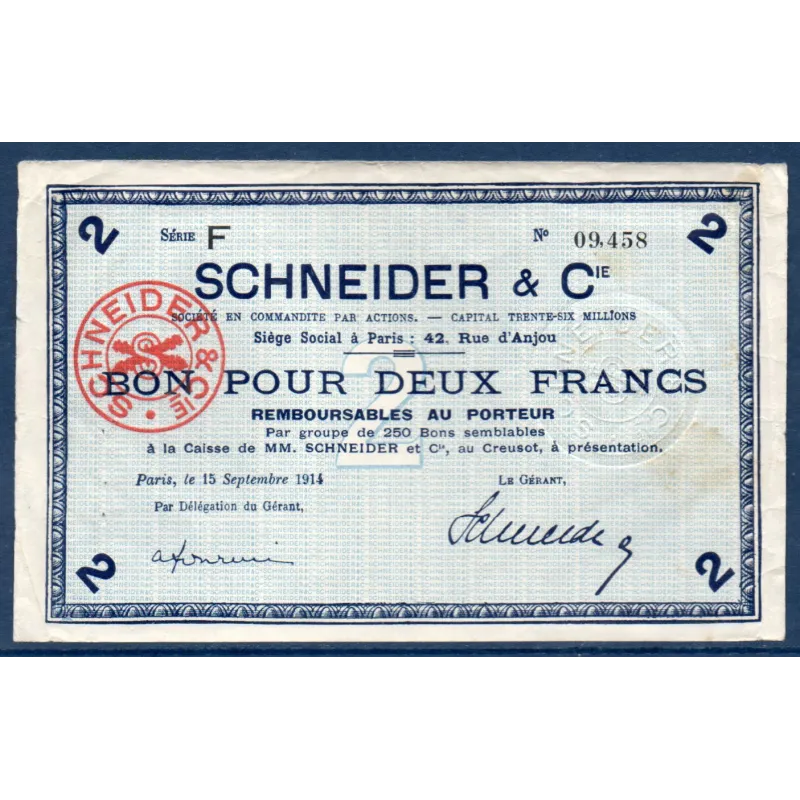 2 2
SÉRIE F Nº 09,458
SCHNEIDER & CIE
SOCIÉTÉ EN COMMANDITE PAR ACTIONS. — CAPITAL TRENTE-SIX MILLIONS
Siège Social à Paris : 42, Rue d'Anjou
SCHNEIDER & CIE
2
BON POUR DEUX FRANCS
REMBOURSABLES AU PORTEUR
Par groupe de 250 Bons semblables
à la Caisse de MM. SCHNEIDER et Cie, au Creusot, à présentation.
Paris, le 15 Septembre 1914 LE GÉRANT,
Par Délégation du Gérant,
Schneider
2 2